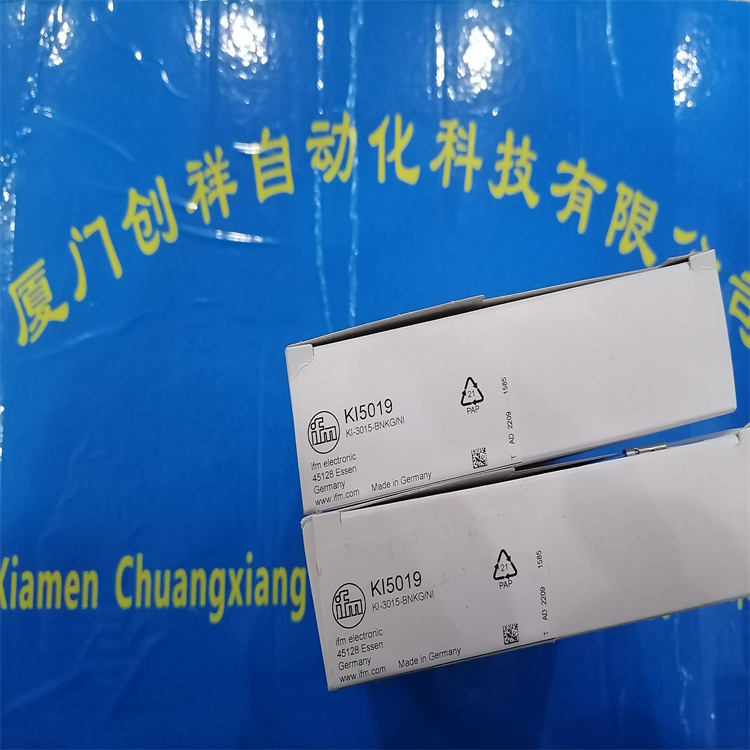 厦门创祥自动化科技有限
Xiamen Chuangxiang
ifm
KI5019
KI-3015-BNKG/NI
ifm electronic
45128 Essen
Germany
www.ifm.com
Made in Germany
21
PAP
T AD 2209 1585
ifm
KI5019
KI-3015-BNKG/NI
ifm electronic
45128 Essen
Germany
www.ifm.com
Made in Germany
21
PAP
T AD 2209 1585